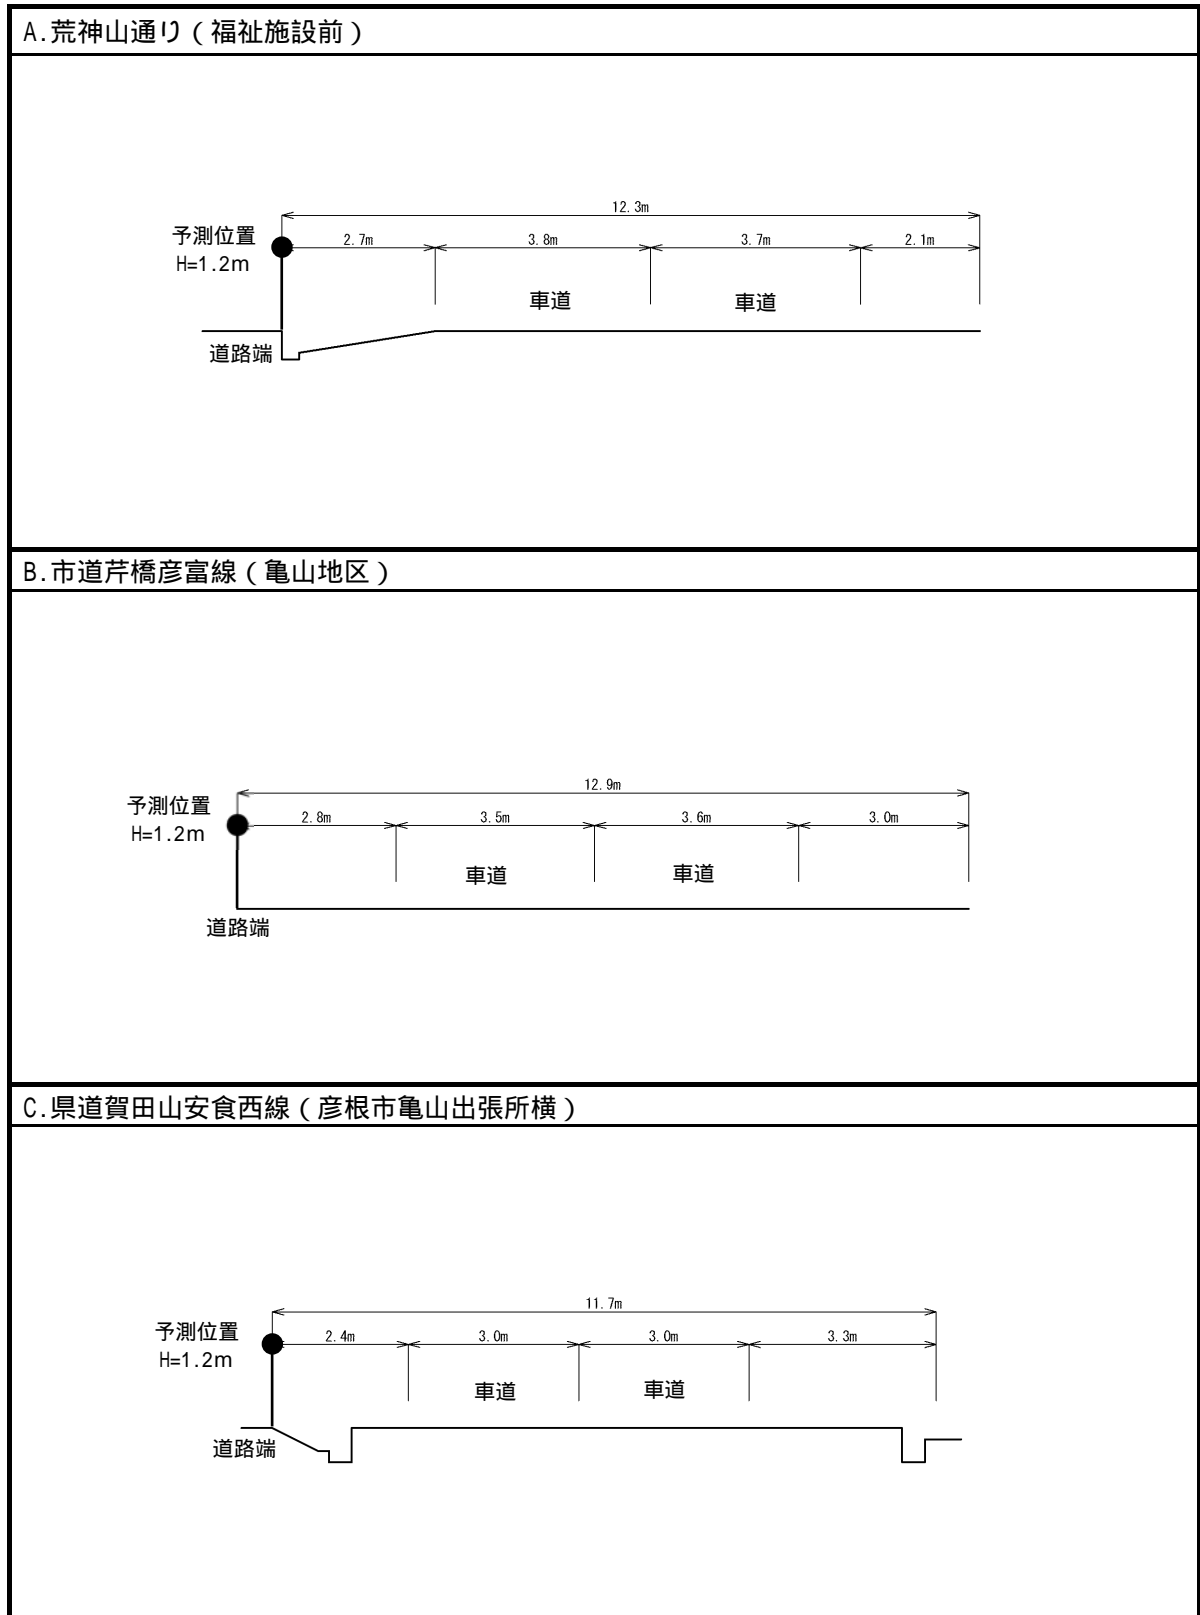 A.荒神山通り（福祉施設前）
12.3m
予測位置
H=1.2m
2.7m 3.8m 3.7m 2.1m
車道 車道
道路端
B.市道芹橋彦富線（亀山地区）
12.9m
予測位置
H=1.2m
2.8m 3.5m 3.6m 3.0m
車道 車道
道路端
C.県道賀田山安食西線（彦根市亀山出張所横）
11.7m
予測位置
H=1.2m
2.4m 3.0m 3.0m 3.3m
車道 車道
道路端